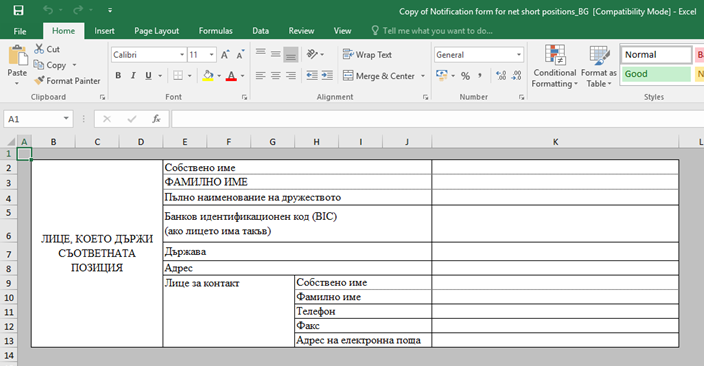 Copy of Notification form for net short positions_BG [Compatibility Mode] - Excel
File Home Insert Page Layout Formulas Data Review View Tell me what you want to do...
Paste
Cut
Copy
Format Painter
Clipboard
Calibri 11
B I U
Font
Wrap Text
Merge & Center
Alignment
General
% ,
Number
Conditional Formatting
Format as Table
Normal
Good
Styles
A1 fx
A B C D E F G H I J K L
1
2 Собствено име
3 ФАМИЛНО ИМЕ
4 Пълно наименование на дружеството
5
6 Банков идентификационен код (BIC)
(ако лицето има такъв)
ЛИЦЕ, КОЕТО ДЪРЖИ
СЪОТВЕТНАТА
ПОЗИЦИЯ
7 Държава
8 Адрес
9 Лице за контакт Собствено име
10 Фамилно име
11 Телефон
12 Факс
13 Адрес на електронна поща
14